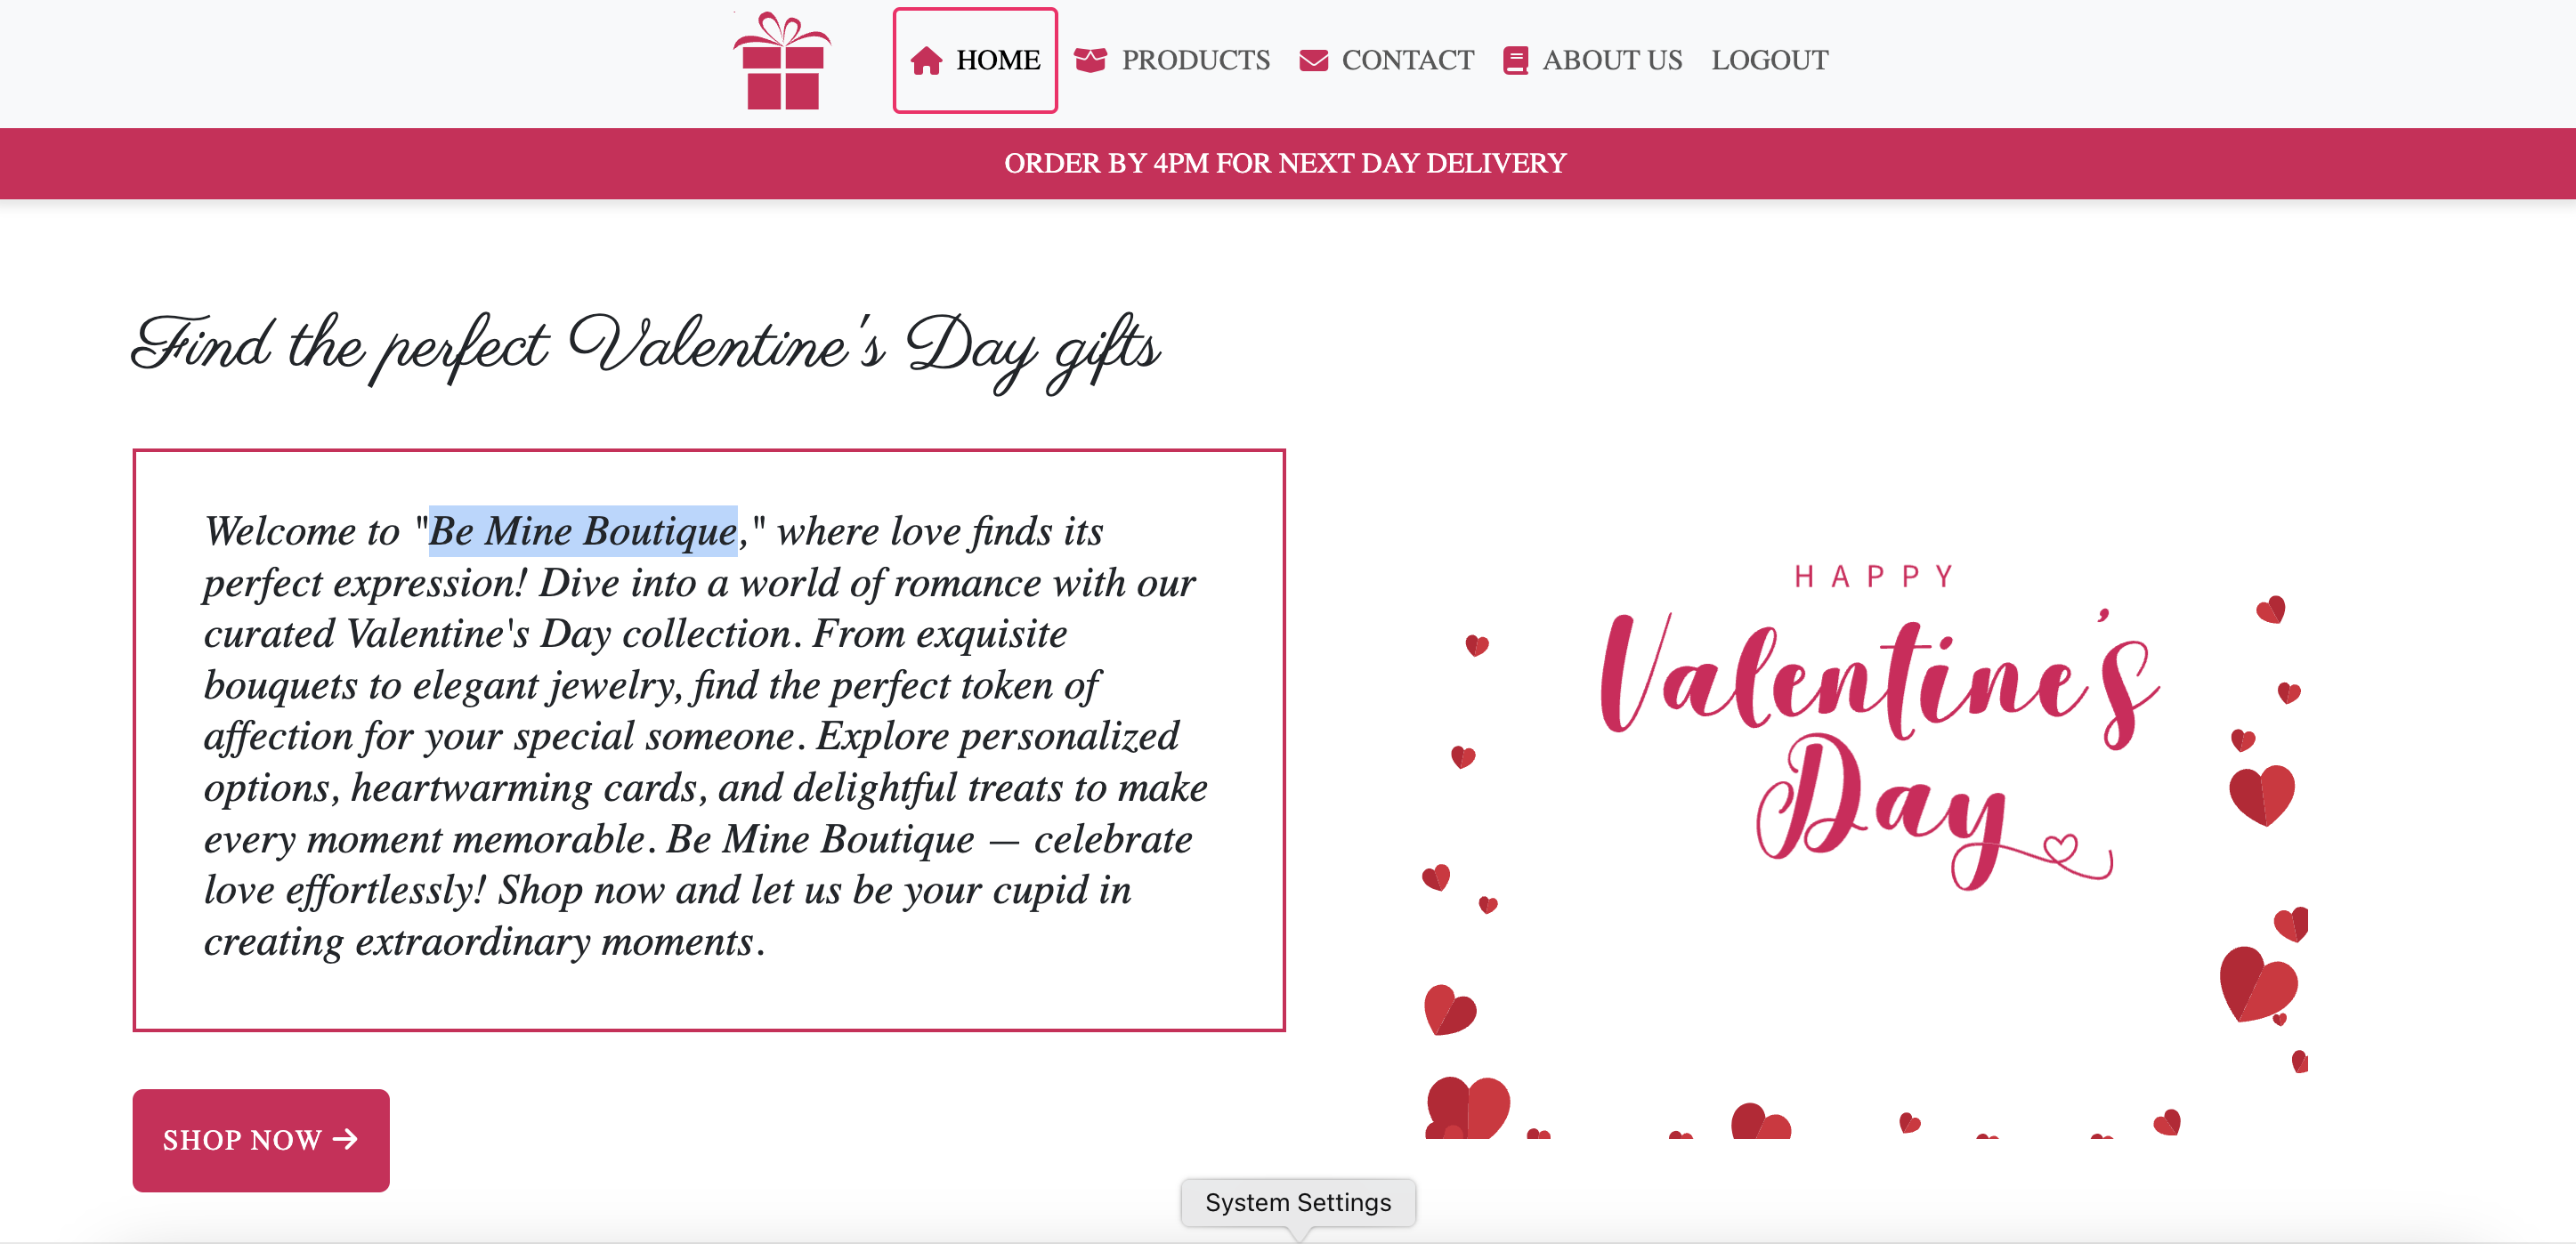 HOME PRODUCTS CONTACT ABOUT US LOGOUT
ORDER BY 4PM FOR NEXT DAY DELIVERY
Find the perfect Valentine's Day gifts
Welcome to "Be Mine Boutique," where love finds its
perfect expression! Dive into a world of romance with our
curated Valentine's Day collection. From exquisite
bouquets to elegant jewelry, find the perfect token of
affection for your special someone. Explore personalized
options, heartwarming cards, and delightful treats to make
every moment memorable. Be Mine Boutique — celebrate
love effortlessly! Shop now and let us be your cupid in
creating extraordinary moments.
SHOP NOW
HAPPY
Valentine's
Day
System Settings